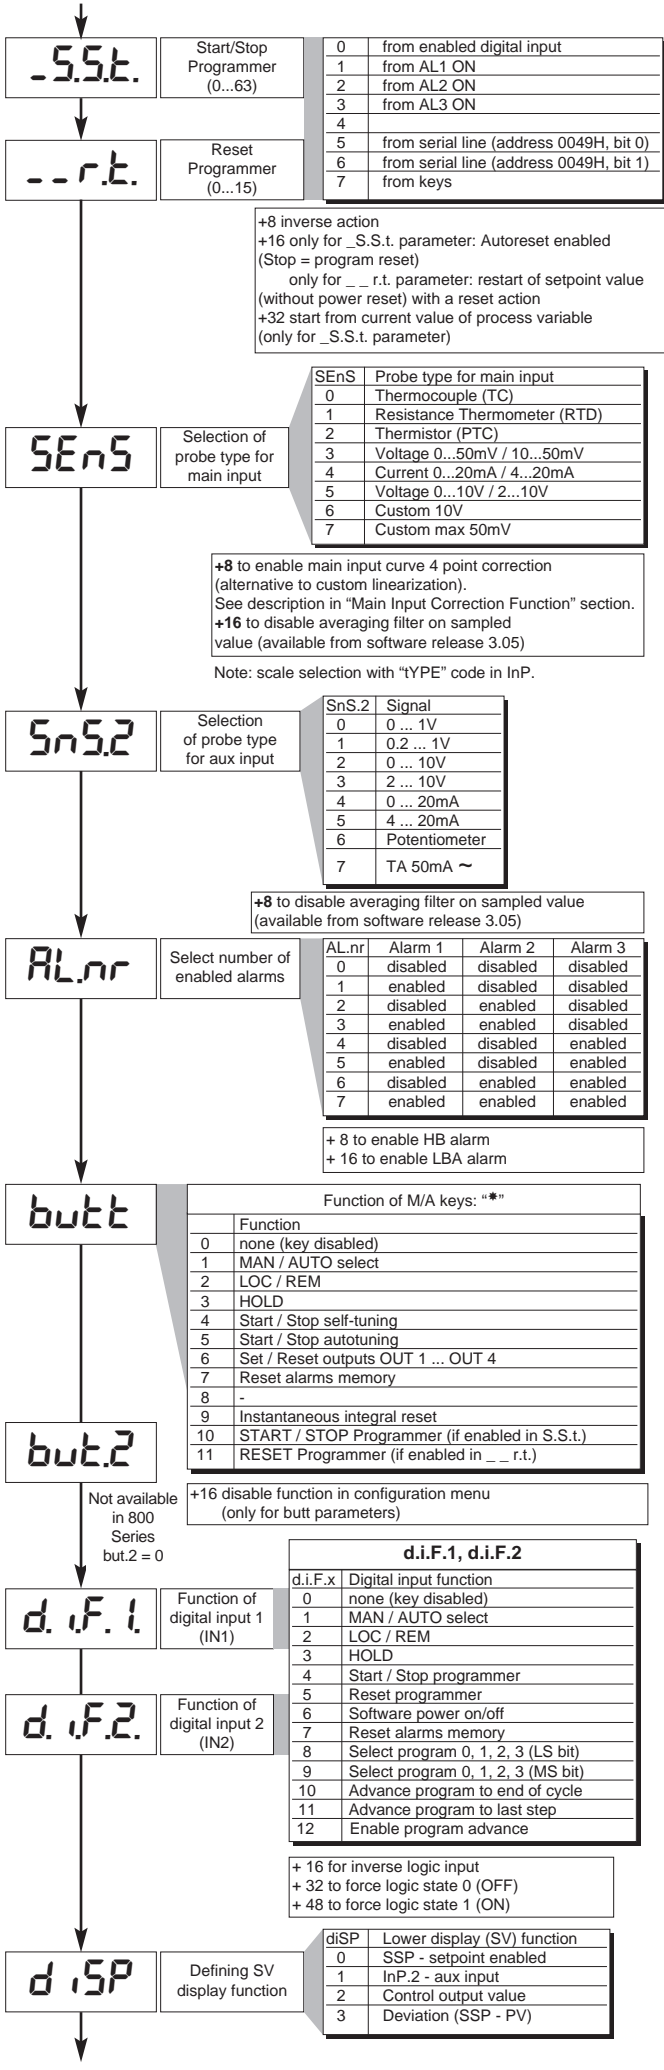 _S.S.t.
Start/Stop
Programmer
(0...63)
0 from enabled digital input
1 from AL1 ON
2 from AL2 ON
3 from AL3 ON
4
5 from serial line (address 0049H, bit 0)
6 from serial line (address 0049H, bit 1)
7 from keys
_ _ r.t.
Reset
Programmer
(0...15)
+8 inverse action
+16 only for _S.S.t. parameter: Autoreset enabled
(Stop = program reset)
only for _ _ r.t. parameter: restart of setpoint value
(without power reset) with a reset action
+32 start from current value of process variable
(only for _S.S.t. parameter)
SEnS
Selection of
probe type for
main input
SEnS Probe type for main input
0 Thermocouple (TC)
1 Resistance Thermometer (RTD)
2 Thermistor (PTC)
3 Voltage 0...50mV / 10...50mV
4 Current 0...20mA / 4...20mA
5 Voltage 0...10V / 2...10V
6 Custom 10V
7 Custom max 50mV
+8 to enable main input curve 4 point correction
(alternative to custom linearization).
See description in “Main Input Correction Function” section.
+16 to disable averaging filter on sampled
value (available from software release 3.05)
Note: scale selection with “tYPE” code in InP.
SnS.2
Selection
of probe type
for aux input
SnS.2 Signal
0 0 ... 1V
1 0.2 ... 1V
2 0 ... 10V
3 2 ... 10V
4 0 ... 20mA
5 4 ... 20mA
6 Potentiometer
7 TA 50mA ~
+8 to disable averaging filter on sampled value
(available from software release 3.05)
AL.nr
Select number of
enabled alarms
AL.nr Alarm 1 Alarm 2 Alarm 3
0 disabled disabled disabled
1 enabled disabled disabled
2 disabled enabled disabled
3 enabled enabled disabled
4 disabled disabled enabled
5 enabled disabled enabled
6 disabled enabled enabled
7 enabled enabled enabled
+ 8 to enable HB alarm
+ 16 to enable LBA alarm
butt
Function of M/A keys: “*”
Function
0 none (key disabled)
1 MAN / AUTO select
2 LOC / REM
3 HOLD
4 Start / Stop self-tuning
5 Start / Stop autotuning
6 Set / Reset outputs OUT 1 ... OUT 4
7 Reset alarms memory
8 -
9 Instantaneous integral reset
10 START / STOP Programmer (if enabled in S.S.t.)
11 RESET Programmer (if enabled in _ _ r.t.)
but.2
Not available
in 800
Series
but.2 = 0
+16 disable function in configuration menu
(only for butt parameters)
d.i.F.1, d.i.F.2
d.i.F.x Digital input function
0 none (key disabled)
1 MAN / AUTO select
2 LOC / REM
3 HOLD
4 Start / Stop programmer
5 Reset programmer
6 Software power on/off
7 Reset alarms memory
8 Select program 0, 1, 2, 3 (LS bit)
9 Select program 0, 1, 2, 3 (MS bit)
10 Advance program to end of cycle
11 Advance program to last step
12 Enable program advance
d.i.F.1.
Function of
digital input 1
(IN1)
d.i.F.2.
Function of
digital input 2
(IN2)
+ 16 for inverse logic input
+ 32 to force logic state 0 (OFF)
+ 48 to force logic state 1 (ON)
diSP
Defining SV
display function
diSP Lower display (SV) function
0 SSP - setpoint enabled
1 InP.2 - aux input
2 Control output value
3 Deviation (SSP - PV)